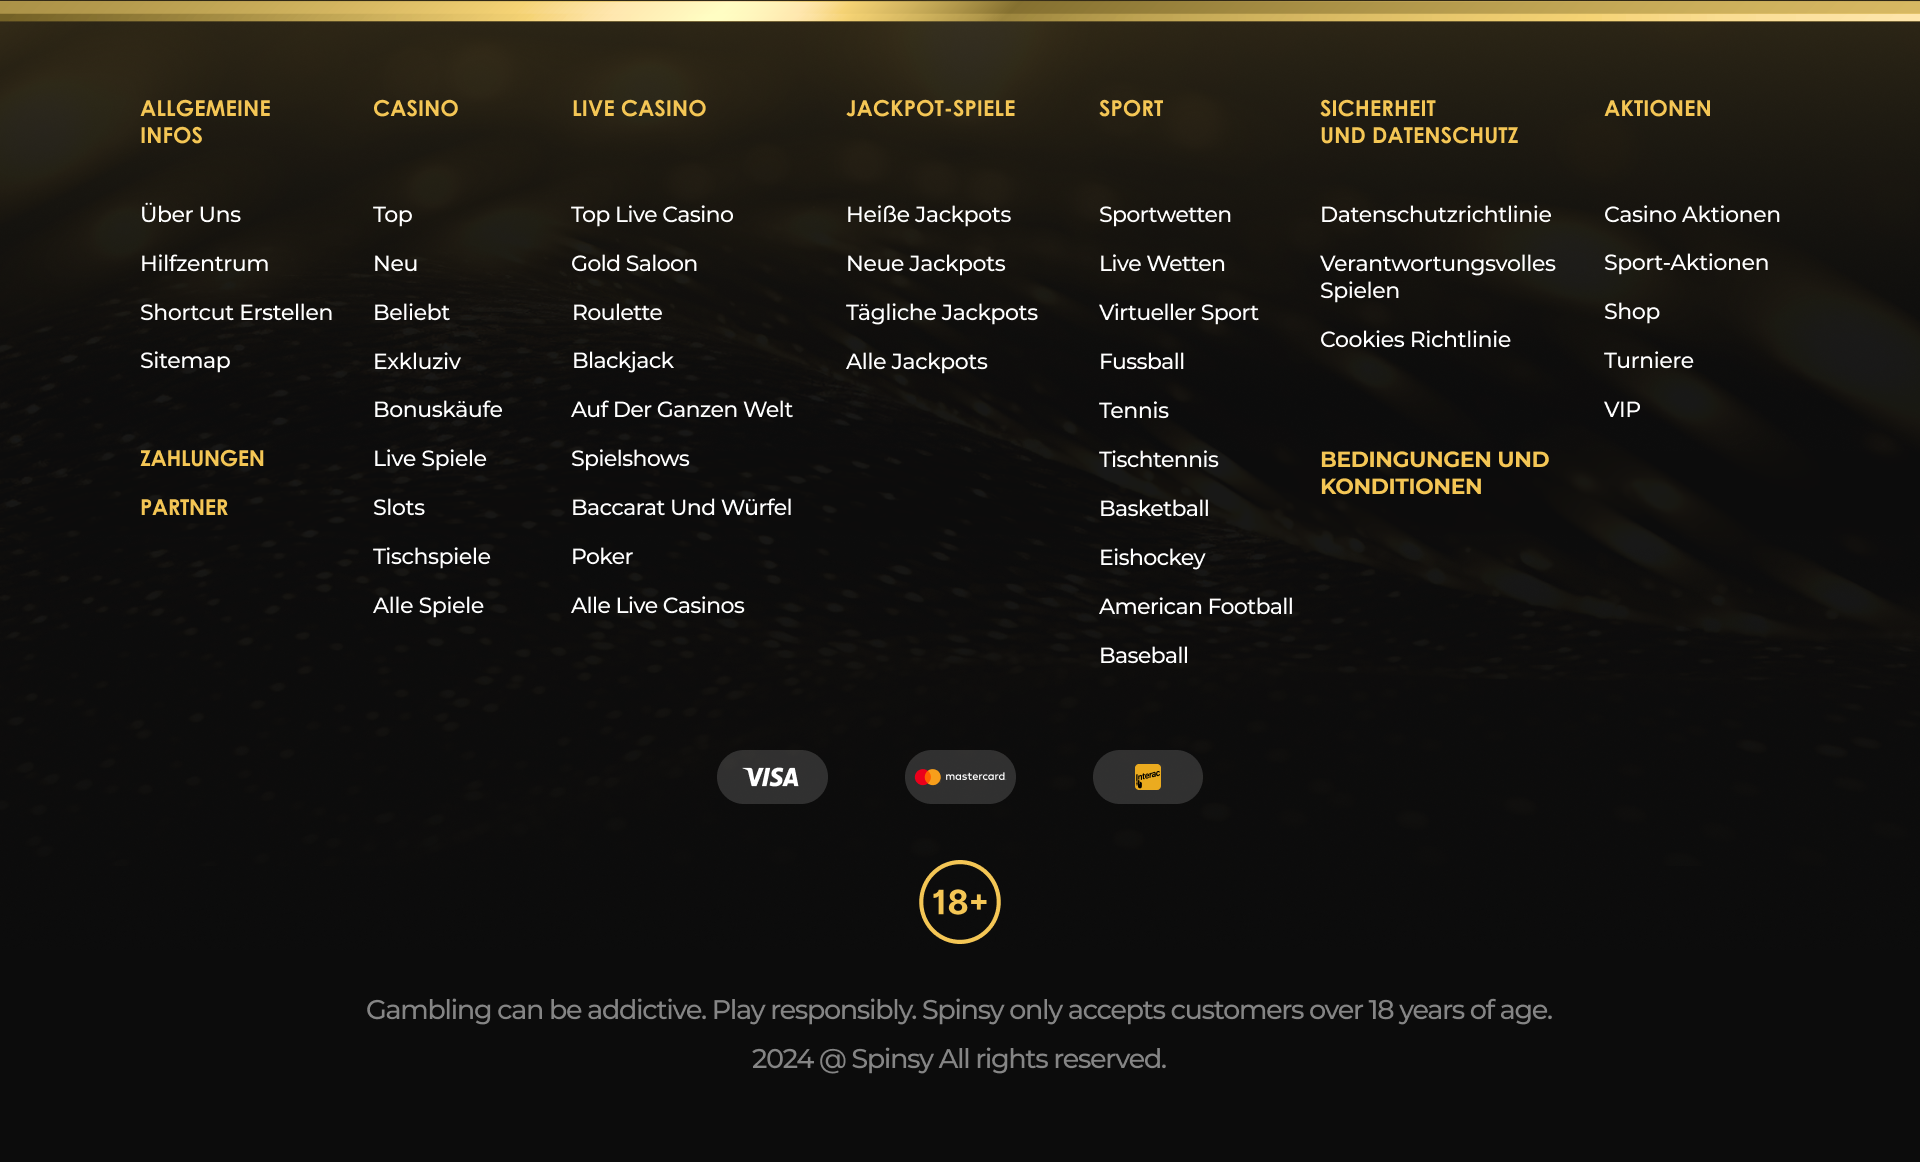 ALLGEMEINE
INFOS
Über Uns
Hilfzentrum
Shortcut Erstellen
Sitemap
ZAHLUNGEN
PARTNER
CASINO
Top
Neu
Beliebt
Exkluziv
Bonuskäufe
Live Spiele
Slots
Tischspiele
Alle Spiele
LIVE CASINO
Top Live Casino
Gold Saloon
Roulette
Blackjack
Auf Der Ganzen Welt
Spielshows
Baccarat Und Würfel
Poker
Alle Live Casinos
JACKPOT-SPIELE
Heiße Jackpots
Neue Jackpots
Tägliche Jackpots
Alle Jackpots
SPORT
Sportwetten
Live Wetten
Virtueller Sport
Fussball
Tennis
Tischtennis
Basketball
Eishockey
American Football
Baseball
SICHERHEIT
UND DATENSCHUTZ
Datenschutzrichtlinie
Verantwortungsvolles
Spielen
Cookies Richtlinie
BEDINGUNGEN UND
KONDITIONEN
AKTIONEN
Casino Aktionen
Sport-Aktionen
Shop
Turniere
VIP
VISA
mastercard
Interac
18+
Gambling can be addictive. Play responsibly. Spinsy only accepts customers over 18 years of age.
2024 @ Spinsy All rights reserved.